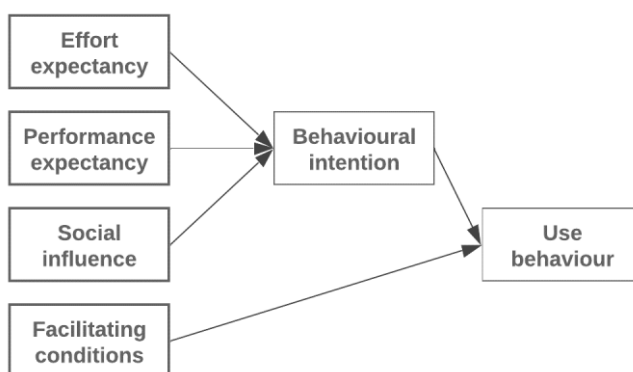 Effort
expectancy
Performance
expectancy
Behavioural
intention
Social
influence
Use
behaviour
Facilitating
conditions